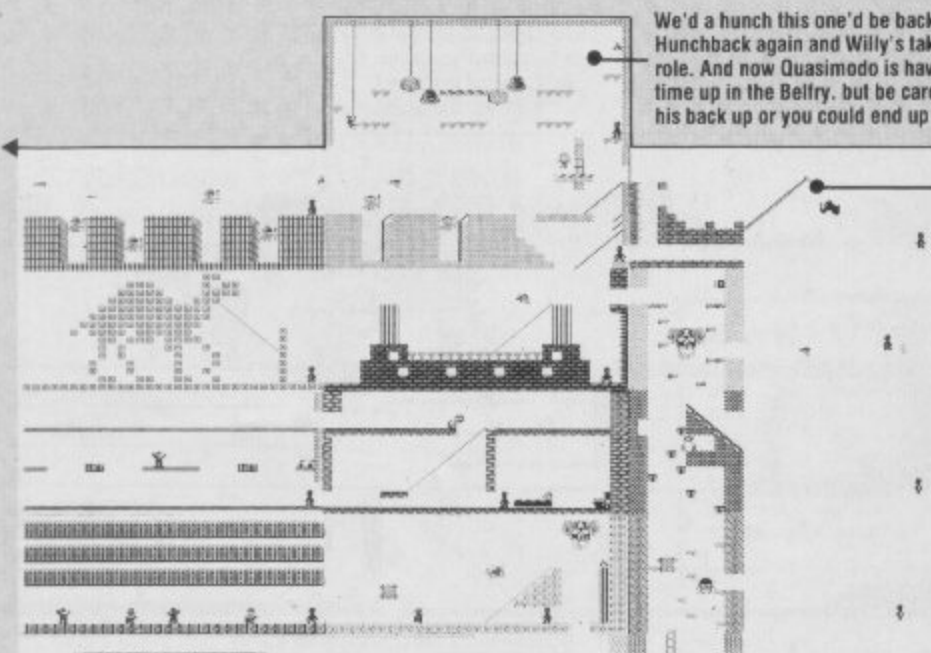 We'd a hunch this one'd be back
Hunchback again and Willy's tak
role. And now Quasimodo is hav
time up in the Belfry. but be care
his back up or you could end up